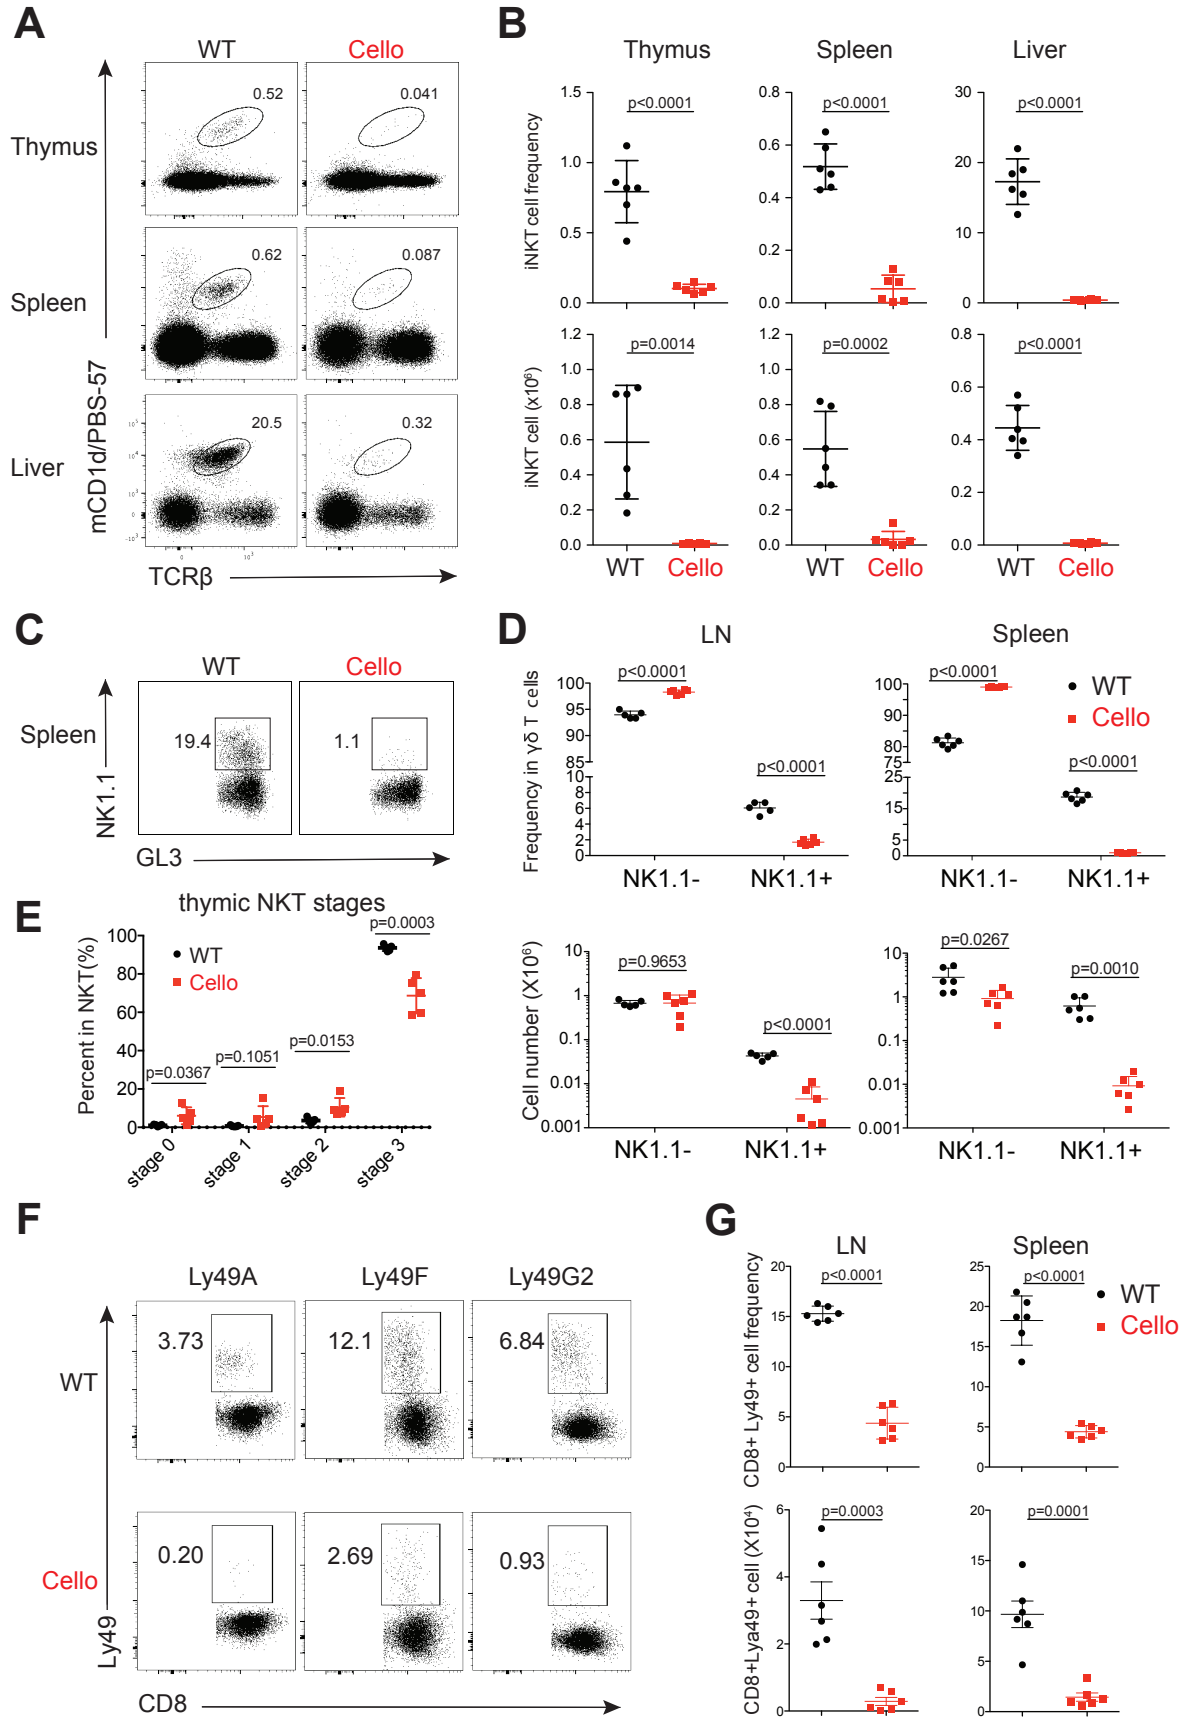 A
WT
Cello
Thymus
0.52
0.041
Spleen
0.62
0.087
Liver
20.5
0.32
mCD1d/PBS-57
TCRβ
B
Thymus
Spleen
Liver
iNKT cell frequency
1.5
1.0
0.5
0.0
p<0.0001
0.8
0.6
0.4
0.2
0.0
p<0.0001
30
20
10
0
p<0.0001
iNKT cell (x10⁶)
1.2
1.0
0.8
0.6
0.4
0.2
0.0
p=0.0014
WT
Cello
1.2
1.0
0.8
0.6
0.4
0.2
0.0
p=0.0002
WT
Cello
0.8
0.6
0.4
0.2
0.0
p<0.0001
WT
Cello
C
WT
Cello
Spleen
19.4
1.1
NK1.1
GL3
D
LN
Spleen
Frequency in γδ T cells
100
95
90
85
10
8
6
4
2
0
p<0.0001
p<0.0001
NK1.1-
NK1.1+
100
95
90
85
80
75
25
15
5
0
p<0.0001
p<0.0001
NK1.1-
NK1.1+
WT
Cello
Cell number (X10⁶)
10
1
0.1
0.01
0.001
p=0.9653
p<0.0001
NK1.1-
NK1.1+
10
1
0.1
0.01
0.001
p=0.0267
p=0.0010
NK1.1-
NK1.1+
E
thymic NKT stages
Percent in NKT(%)
100
80
60
40
20
0
WT
Cello
p=0.0367
p=0.1051
p=0.0153
p=0.0003
stage 0
stage 1
stage 2
stage 3
F
Ly49A
Ly49F
Ly49G2
WT
3.73
12.1
6.84
Cello
0.20
2.69
0.93
Ly49
CD8
G
LN
Spleen
CD8+ Ly49+ cell frequency
20
15
10
5
0
p<0.0001
25
20
15
10
5
0
p<0.0001
WT
Cello
CD8+Lya49+ cell (X10⁴)
6
4
2
0
p=0.0003
20
15
10
5
0
p=0.0001